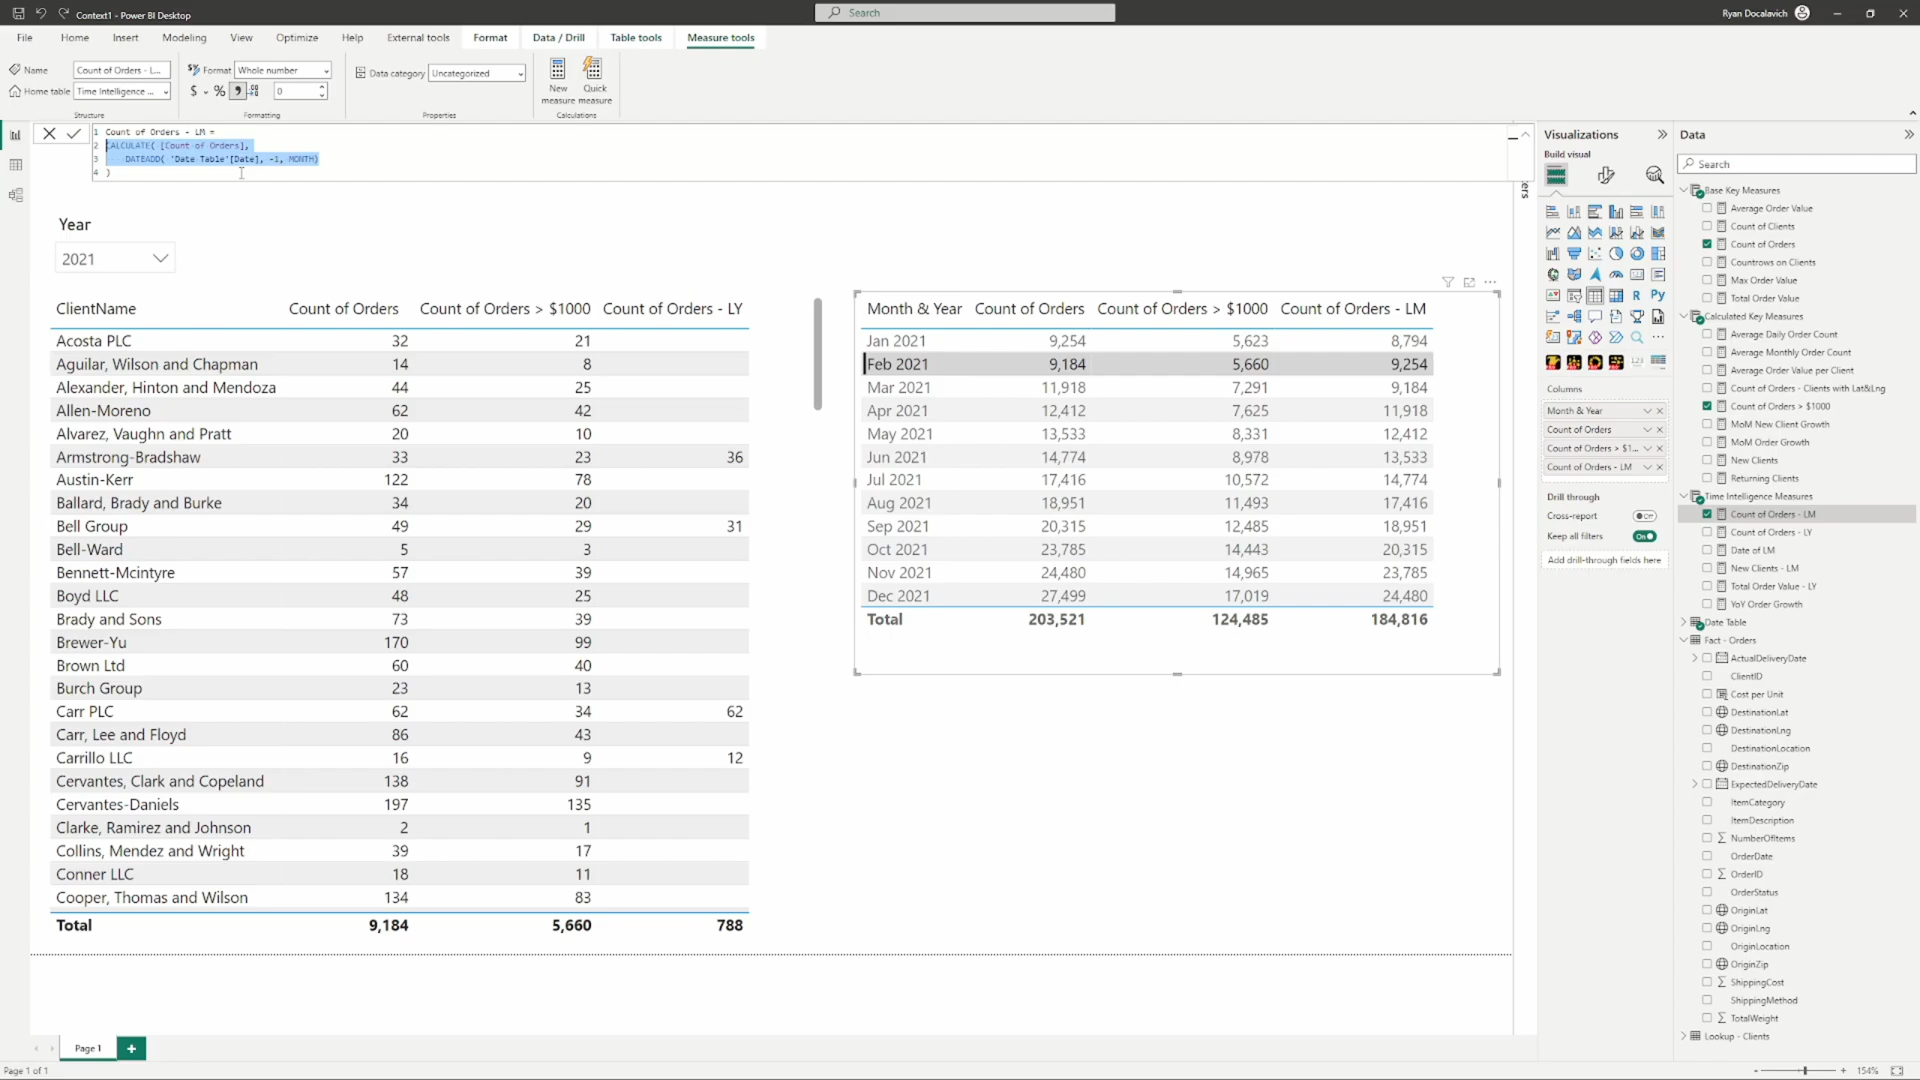 Context1 - Power BI Desktop
Search
Ryan Docalavich
File Home Insert Modeling View Optimize Help External tools Format Data / Drill Table tools Measure tools
Name Count of Orders - L...
Home table Time Intelligence ...
Structure
Format Whole number
$ % 0
Formatting
Data category Uncategorized
Properties
New measure
Quick measure
Calculations
1 Count of Orders - LM =
2 CALCULATE( [Count of Orders],
3 DATEADD( 'Date Table'[Date], -1, MONTH)
4 )
Year
2021
ClientName Count of Orders Count of Orders > $1000 Count of Orders - LY
Acosta PLC 32 21
Aguilar, Wilson and Chapman 14 8
Alexander, Hinton and Mendoza 44 25
Allen-Moreno 62 42
Alvarez, Vaughn and Pratt 20 10
Armstrong-Bradshaw 33 23 36
Austin-Kerr 122 78
Ballard, Brady and Burke 34 20
Bell Group 49 29 31
Bell-Ward 5 3
Bennett-Mcintyre 57 39
Boyd LLC 48 25
Brady and Sons 73 39
Brewer-Yu 170 99
Brown Ltd 60 40
Burch Group 23 13
Carr PLC 62 34 62
Carr, Lee and Floyd 86 43
Carrillo LLC 16 9 12
Cervantes, Clark and Copeland 138 91
Cervantes-Daniels 197 135
Clarke, Ramirez and Johnson 2 1
Collins, Mendez and Wright 39 17
Conner LLC 18 11
Cooper, Thomas and Wilson 134 83
Total 9,184 5,660 788
Month & Year Count of Orders Count of Orders > $1000 Count of Orders - LM
Jan 2021 9,254 5,623 8,794
Feb 2021 9,184 5,660 9,254
Mar 2021 11,918 7,291 9,184
Apr 2021 12,412 7,625 11,918
May 2021 13,533 8,331 12,412
Jun 2021 14,774 8,978 13,533
Jul 2021 17,416 10,572 14,774
Aug 2021 18,951 11,493 17,416
Sep 2021 20,315 12,485 18,951
Oct 2021 23,785 14,443 20,315
Nov 2021 24,480 14,965 23,785
Dec 2021 27,499 17,019 24,480
Total 203,521 124,485 184,816
Visualizations
Build visual
R Py
123
Columns
Month & Year
Count of Orders
Count of Orders > $1...
Count of Orders - LM
Drill through
Cross-report Off
Keep all filters On
Add drill-through fields here
Data
Search
Base Key Measures
Average Order Value
Count of Clients
Count of Orders
Countrows on Clients
Max Order Value
Total Order Value
Calculated Key Measures
Average Daily Order Count
Average Monthly Order Count
Average Order Value per Client
Count of Orders - Clients with Lat&Lng
Count of Orders > $1000
MoM New Client Growth
MoM Order Growth
New Clients
Returning Clients
Time Intelligence Measures
Count of Orders - LM
Count of Orders - LY
Date of LM
New Clients - LM
Total Order Value - LY
YoY Order Growth
Date Table
Fact - Orders
ActualDeliveryDate
ClientID
Cost per Unit
DestinationLat
DestinationLng
DestinationLocation
DestinationZip
ExpectedDeliveryDate
ItemCategory
ItemDescription
NumberOfItems
OrderDate
OrderID
OrderStatus
OriginLat
OriginLng
OriginLocation
OriginZip
ShippingCost
ShippingMethod
TotalWeight
Lookup - Clients
Page 1
Page 1 of 1
154%